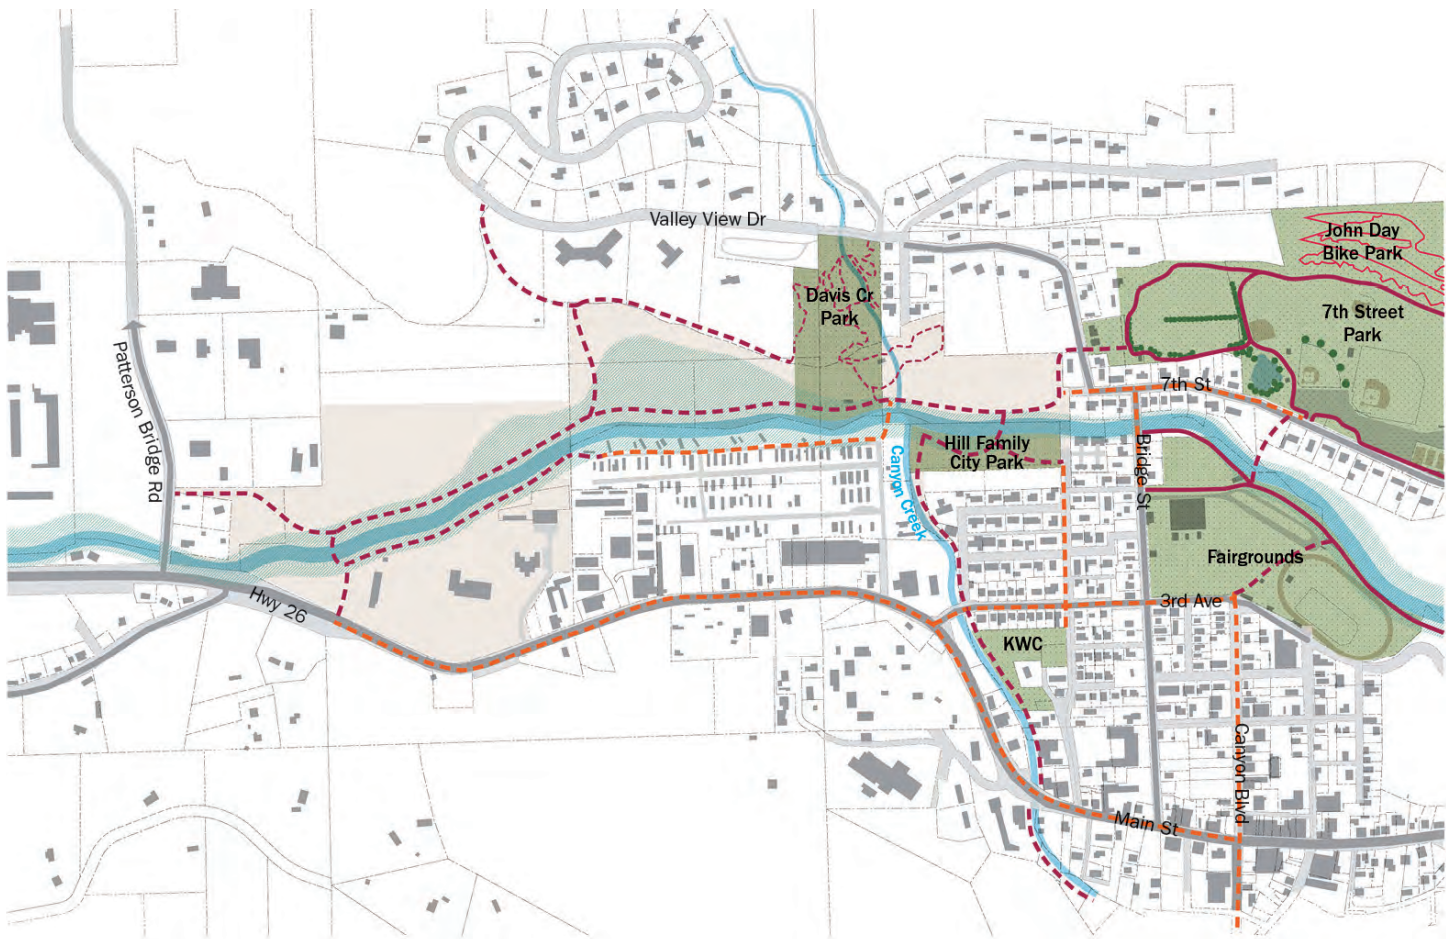 Valley View Dr
John Day
Bike Park
Davis Cr
Park
7th Street
Park
Patterson Bridge Rd
7th St
Hill Family
City Park
Bridge St
Canyon Creek
Fairgrounds
Hwy 26
3rd Ave
KWC
Canyon Blvd
Main St